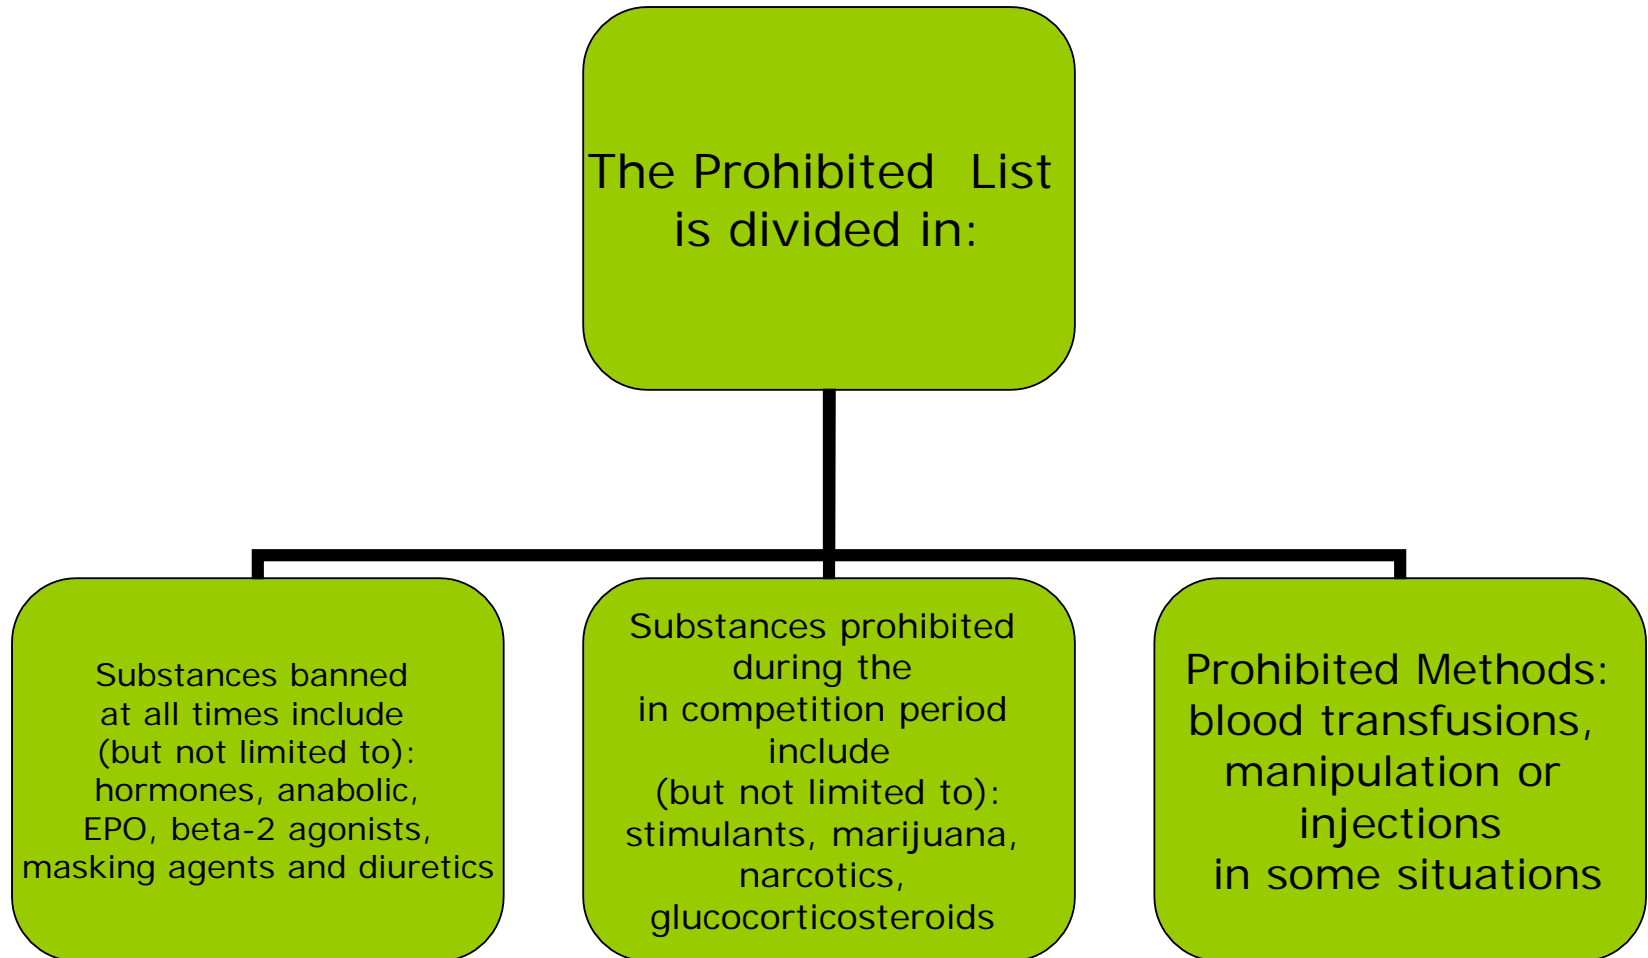 The Prohibited List
is divided in:
Substances banned
at all times include
(but not limited to):
hormones, anabolic,
EPO, beta-2 agonists,
masking agents and diuretics
Substances prohibited
during the
in competition period
include
(but not limited to):
stimulants, marijuana,
narcotics,
glucocorticosteroids
Prohibited Methods:
blood transfusions,
manipulation or
injections
in some situations